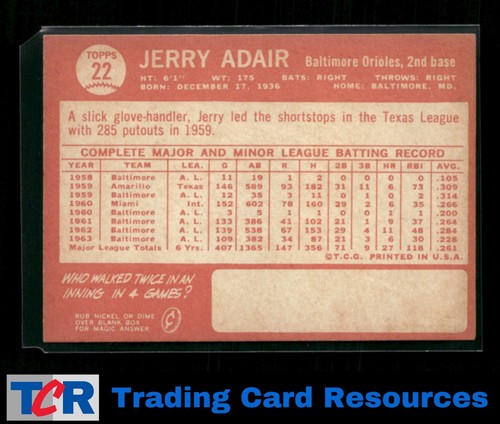 TOPPS
22
JERRY ADAIR
Baltimore Orioles, 2nd base
HT: 6'1" WT: 175 BATS: RIGHT THROWS: RIGHT
BORN: DECEMBER 17, 1936 HOME: BALTIMORE, MD.
A slick glove-handler, Jerry led the shortstops in the Texas League
with 285 putouts in 1959.
COMPLETE MAJOR AND MINOR LEAGUE BATTING RECORD
YEAR TEAM LEA. G AB R H 2B 3B HR RBI AVG.
1958 Baltimore A. L. 11 19 1 2 0 0 0 0 .105
1959 Amarillo Texas 146 589 93 182 31 11 6 73 .309
1959 Baltimore A. L. 12 35 3 11 0 1 0 2 .314
1960 Miami Int. 152 602 78 160 29 2 6 35 .266
1960 Baltimore A. L. 3 5 1 1 0 0 1 1 .200
1961 Baltimore A. L. 133 386 41 102 21 1 9 37 .264
1962 Baltimore A. L. 139 538 67 153 29 4 11 48 .284
1963 Baltimore A. L. 109 382 34 87 21 3 6 30 .228
Major League Totals 6 Yrs. 407 1365 147 356 71 9 27 118 .261
©T.C.G. PRINTED IN U.S.A.
WHO WALKED TWICE IN AN
INNING IN 4 GAMES?
RUB NICKEL OR DIME
OVER BLANK BOX
FOR MAGIC ANSWER
TCR
Trading Card Resources